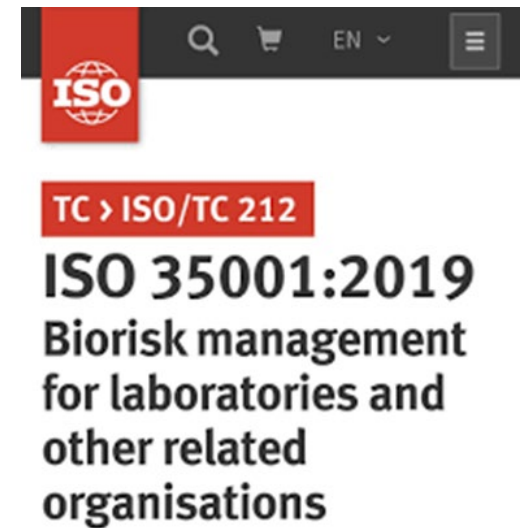 EN
ISO
TC › ISO/TC 212
ISO 35001:2019
Biorisk management
for laboratories and
other related
organisations